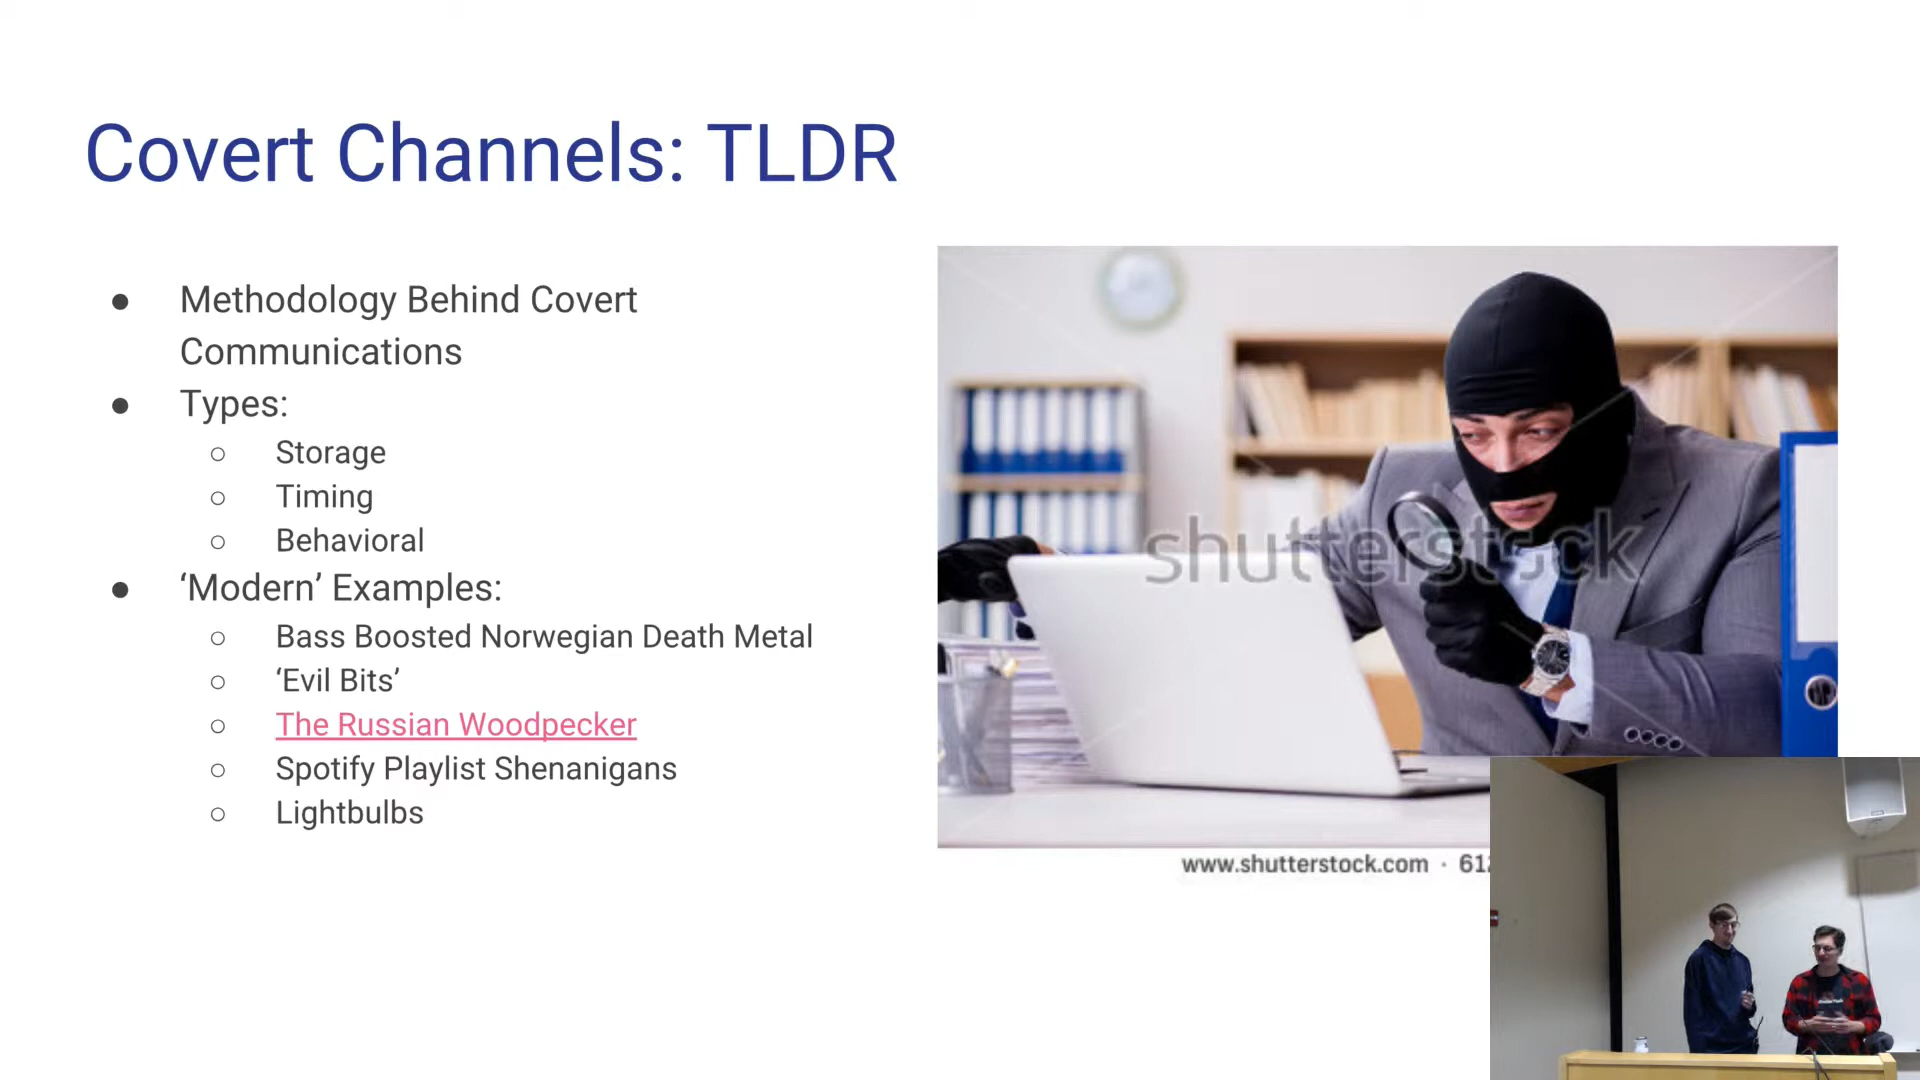 Covert Channels: TLDR
● Methodology Behind Covert
Communications
● Types:
○ Storage
○ Timing
○ Behavioral
● ‘Modern’ Examples:
○ Bass Boosted Norwegian Death Metal
○ ‘Evil Bits’
○ The Russian Woodpecker
○ Spotify Playlist Shenanigans
○ Lightbulbs
shutterstock
www.shutterstock.com ·